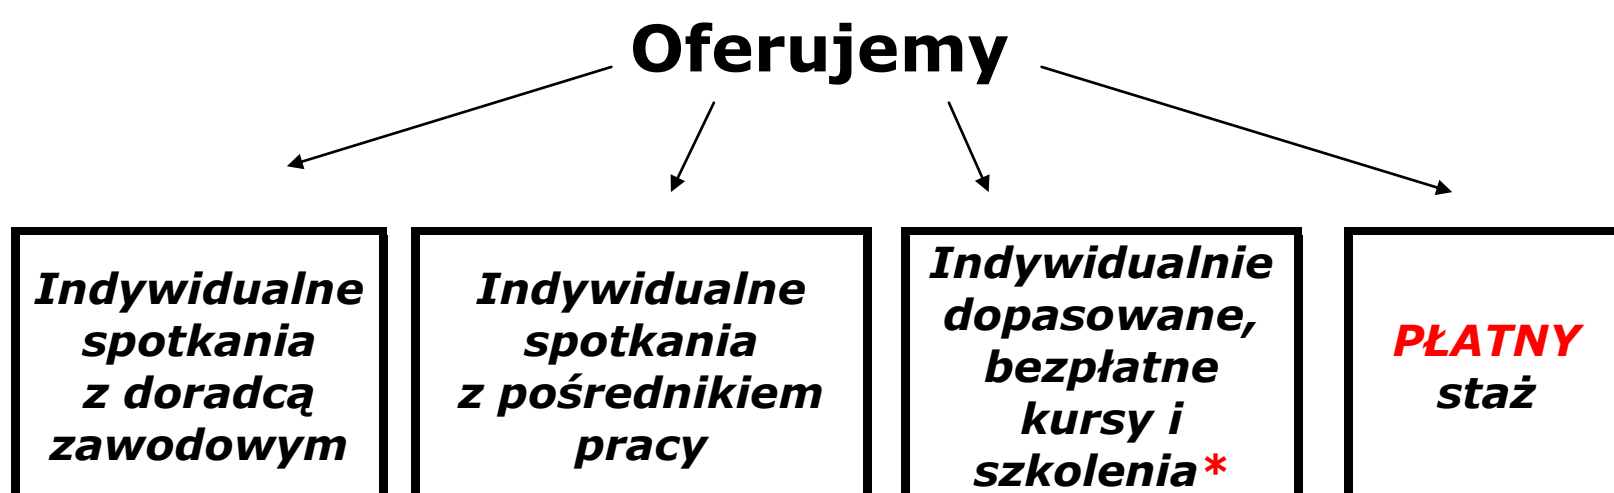 Oferujemy
Indywidualne
spotkania
z doradcą
zawodowym
Indywidualne
spotkania
z pośrednikiem
pracy
Indywidualnie
dopasowane,
bezpłatne
kursy i
szkolenia*
PŁATNY
staż